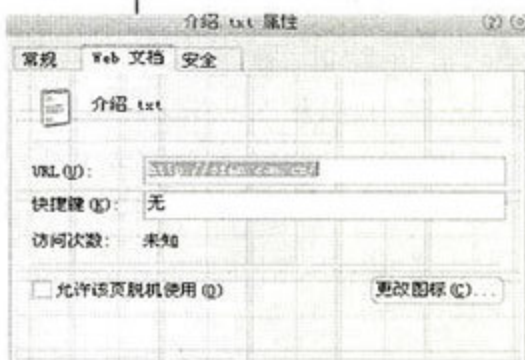 介绍.txt 属性
常规 Web 文档 安全
介绍.txt
URL(U):
快捷键(K): 无
访问次数: 未知
允许该页脱机使用(O)
更改图标(C)...